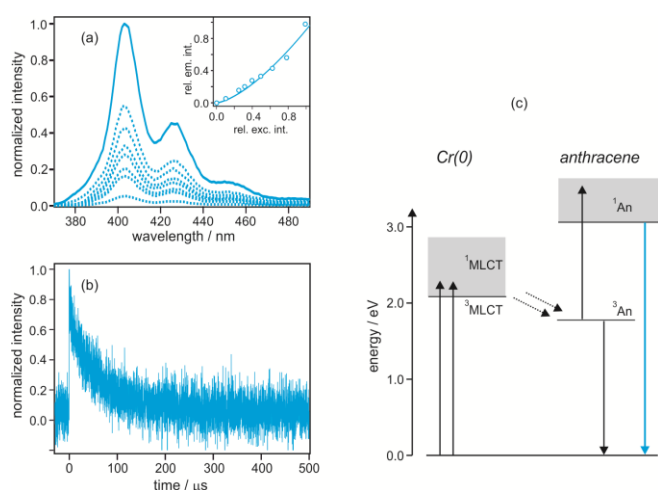 (a)
normalized intensity
1.0
0.8
0.6
0.4
0.2
0.0
380 400 420 440 460 480
wavelength / nm
rel. em. int.
0.8
0.4
0.0
0.0 0.4 0.8
rel. exc. int.
(b)
normalized intensity
1.0
0.8
0.6
0.4
0.2
0.0
0 100 200 300 400 500
time / μs
(c)
Cr(0) anthracene
energy / eV
3.0
2.0
1.0
0.0
¹MLCT
³MLCT
¹An
³An